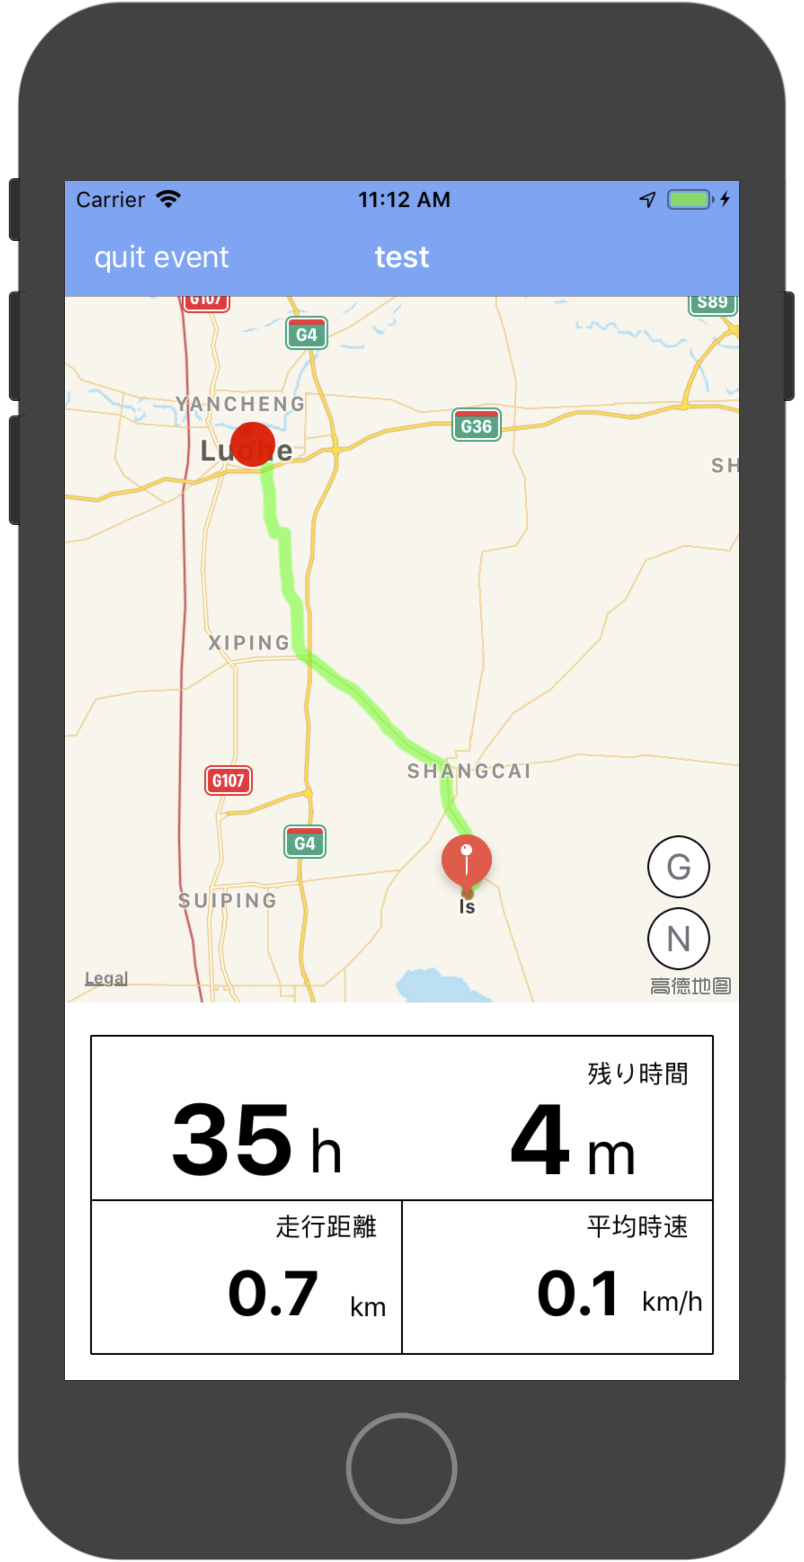 Carrier 11:12 AM
quit event test
G107
S89
G4
YANCHENG
G36
Luohe
SH
XIPING
SHANGCAI
G107
G4
G
Is
SUIPING
N
Legal
高德地图
残り時間
35 h 4 m
走行距離
平均時速
0.7 km
0.1 km/h